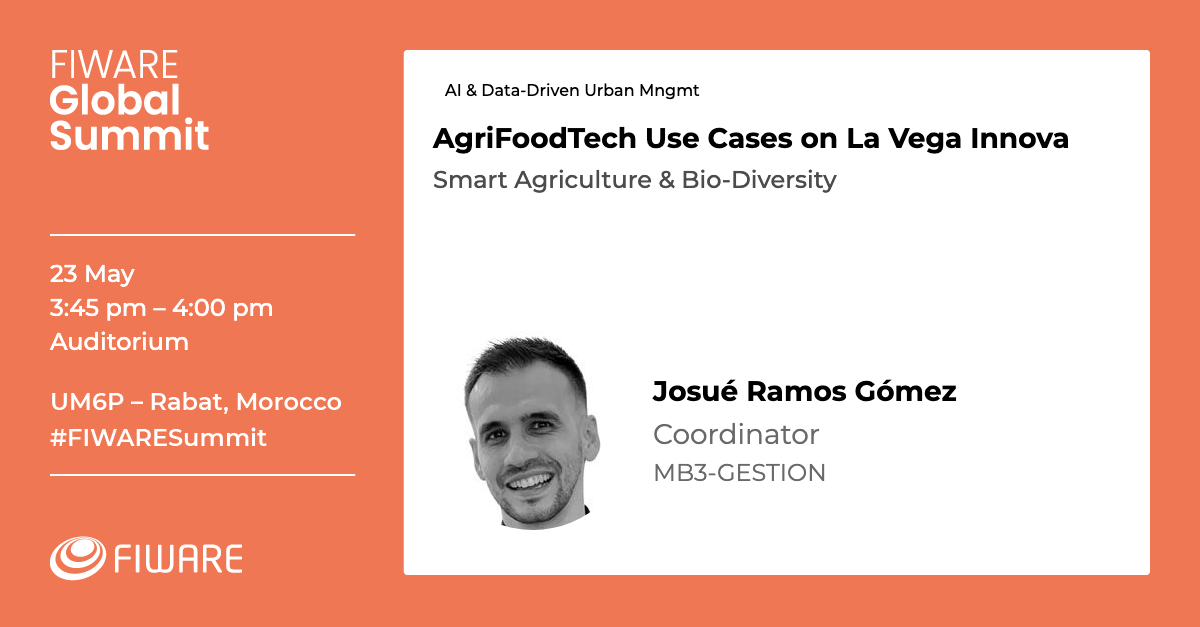 FIWARE
Global
Summit
23 May
3:45 pm – 4:00 pm
Auditorium
UM6P – Rabat, Morocco
#FIWARESummit
FIWARE
AI & Data-Driven Urban Mngmt
AgriFoodTech Use Cases on La Vega Innova
Smart Agriculture & Bio-Diversity
Josué Ramos Gómez
Coordinator
MB3-GESTION